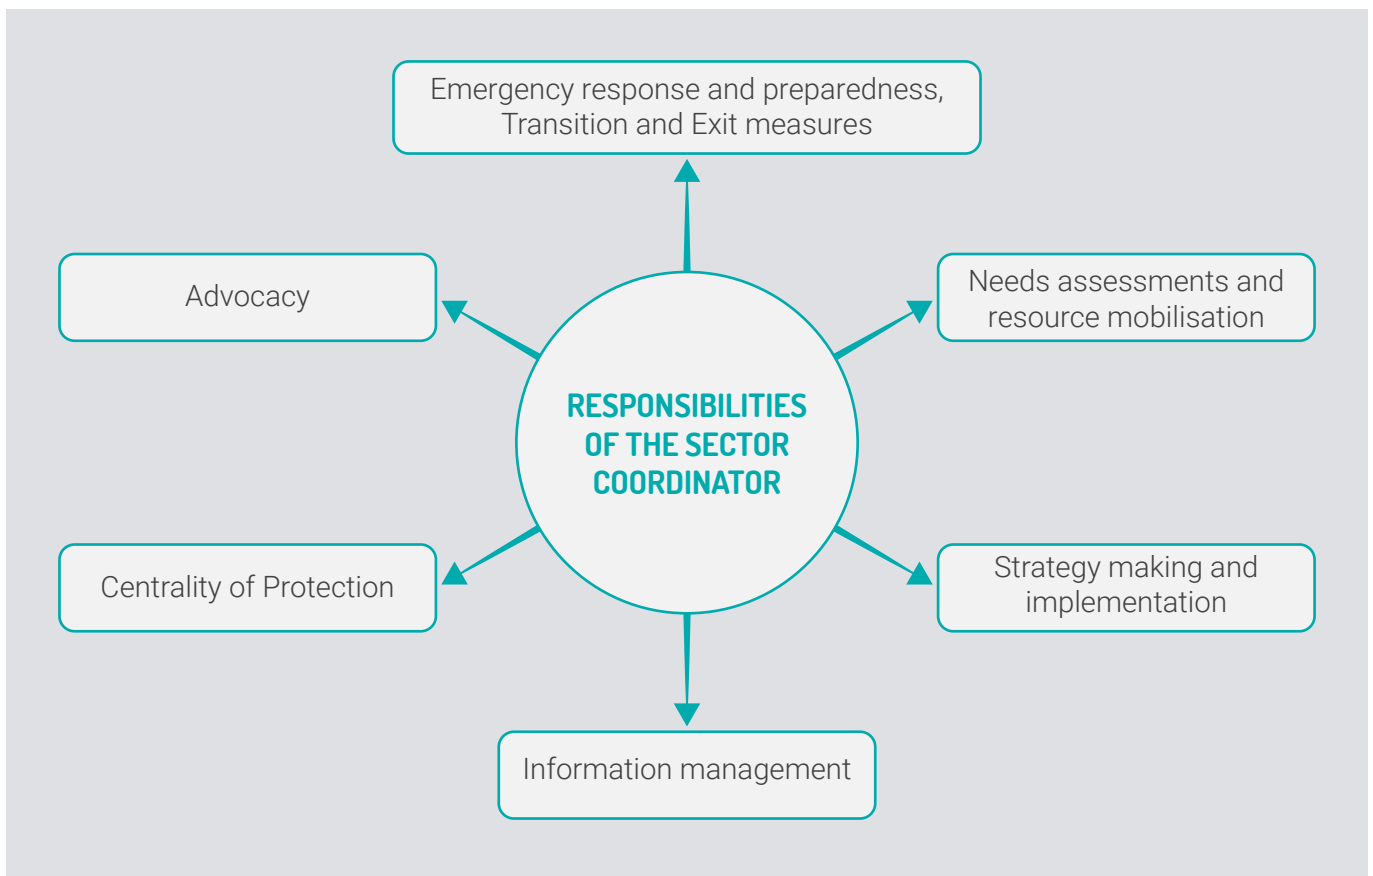 Emergency response and preparedness,
Transition and Exit measures
Advocacy
Needs assessments and
resource mobilisation
RESPONSIBILITIES
OF THE SECTOR
COORDINATOR
Centrality of Protection
Strategy making and
implementation
Information management